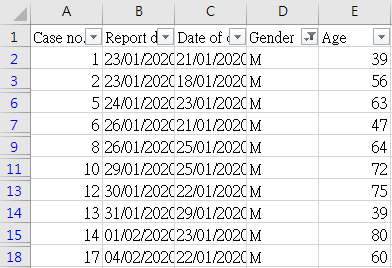 A B C D E
1 Case no. Report d Date of Gender Age
2 1 23/01/2020 21/01/2020 M 39
3 2 23/01/2020 18/01/2020 M 56
6 5 24/01/2020 23/01/2020 M 63
7 6 26/01/2020 21/01/2020 M 47
9 8 26/01/2020 25/01/2020 M 64
11 10 29/01/2020 25/01/2020 M 72
13 12 30/01/2020 22/01/2020 M 75
14 13 31/01/2020 29/01/2020 M 39
15 14 01/02/2020 23/01/2020 M 80
18 17 04/02/2020 22/01/2020 M 60